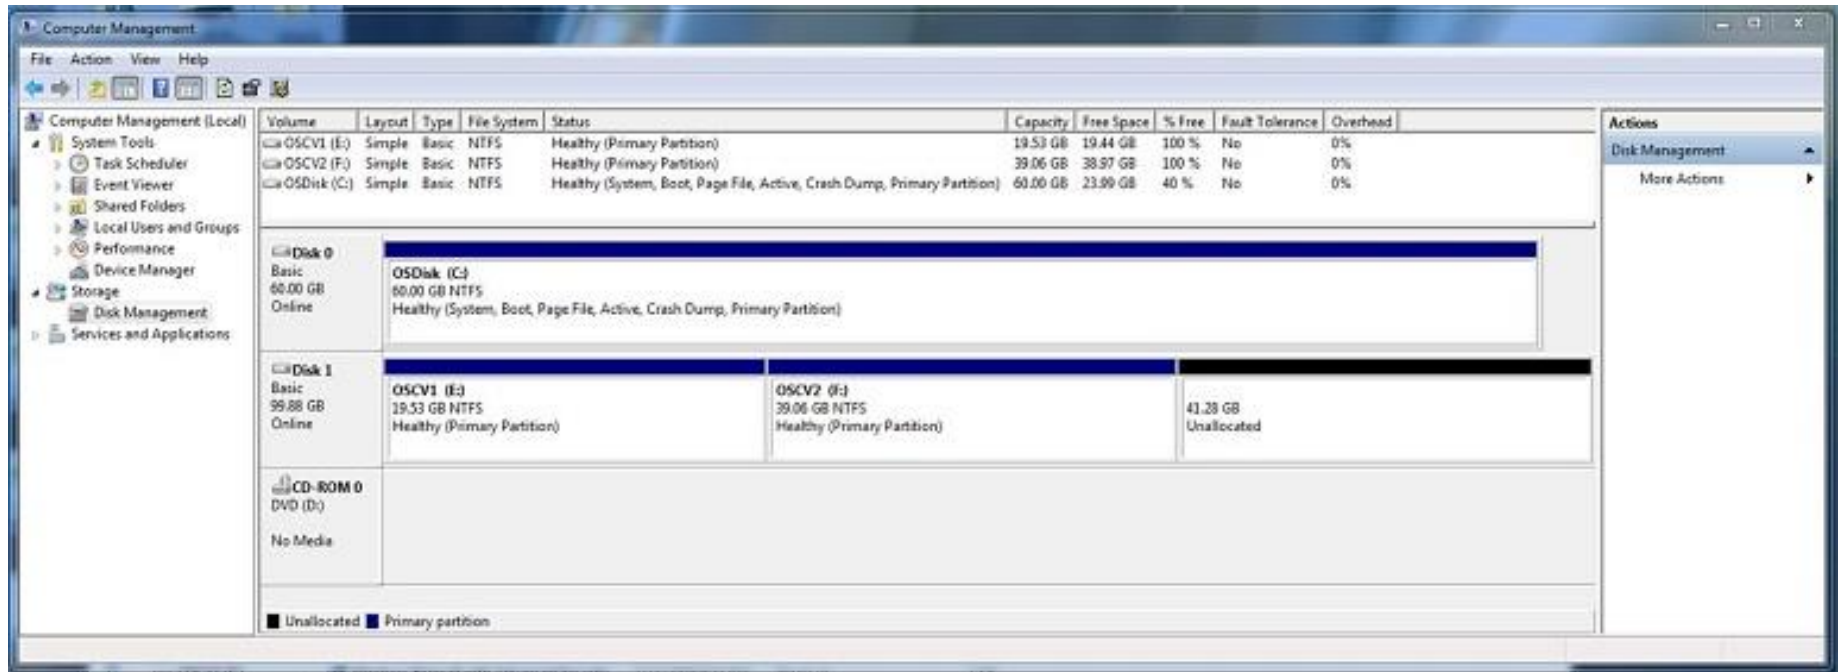 Computer Management
File Action View Help
Computer Management (Local)
System Tools
Task Scheduler
Event Viewer
Shared Folders
Local Users and Groups
Performance
Device Manager
Storage
Disk Management
Services and Applications
Volume Layout Type File System Status Capacity Free Space % Free Fault Tolerance Overhead
OSCV1 (E:) Simple Basic NTFS Healthy (Primary Partition) 19.53 GB 19.44 GB 100 % No 0%
OSCV2 (F:) Simple Basic NTFS Healthy (Primary Partition) 39.06 GB 38.97 GB 100 % No 0%
OSDisk (C:) Simple Basic NTFS Healthy (System, Boot, Page File, Active, Crash Dump, Primary Partition) 60.00 GB 23.99 GB 40 % No 0%
Disk 0
Basic
60.00 GB
Online
OSDisk (C:)
60.00 GB NTFS
Healthy (System, Boot, Page File, Active, Crash Dump, Primary Partition)
Disk 1
Basic
99.88 GB
Online
OSCV1 (E:)
19.53 GB NTFS
Healthy (Primary Partition)
OSCV2 (F:)
39.06 GB NTFS
Healthy (Primary Partition)
41.28 GB
Unallocated
CD-ROM 0
DVD (D:)
No Media
Unallocated Primary partition
Actions
Disk Management
More Actions